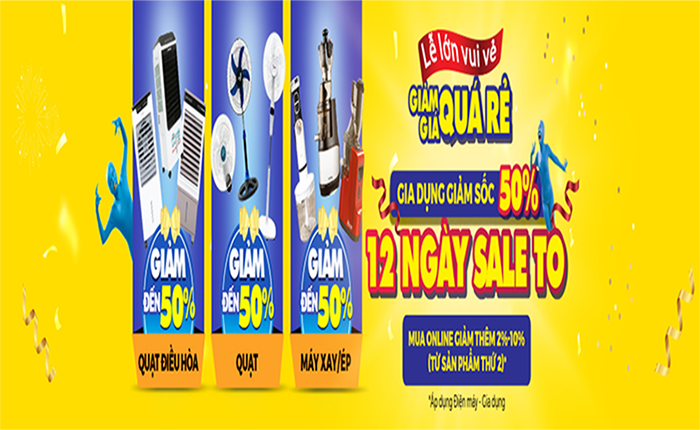 GIẢM
ĐẾN 50%
QUẠT ĐIỀU HÒA
GIẢM
ĐẾN 50%
QUẠT
GIẢM
ĐẾN 50%
MÁY XAY/ÉP
Lễ lớn vui vẻ
GIẢM
GIÁ QUÁ RẺ
GIA DỤNG GIẢM SỐC 50%
12 NGÀY SALE TO
MUA ONLINE GIẢM THÊM 2%-10%
(TỪ SẢN PHẨM THỨ 2)*
*Áp dụng Điện máy - Gia dụng